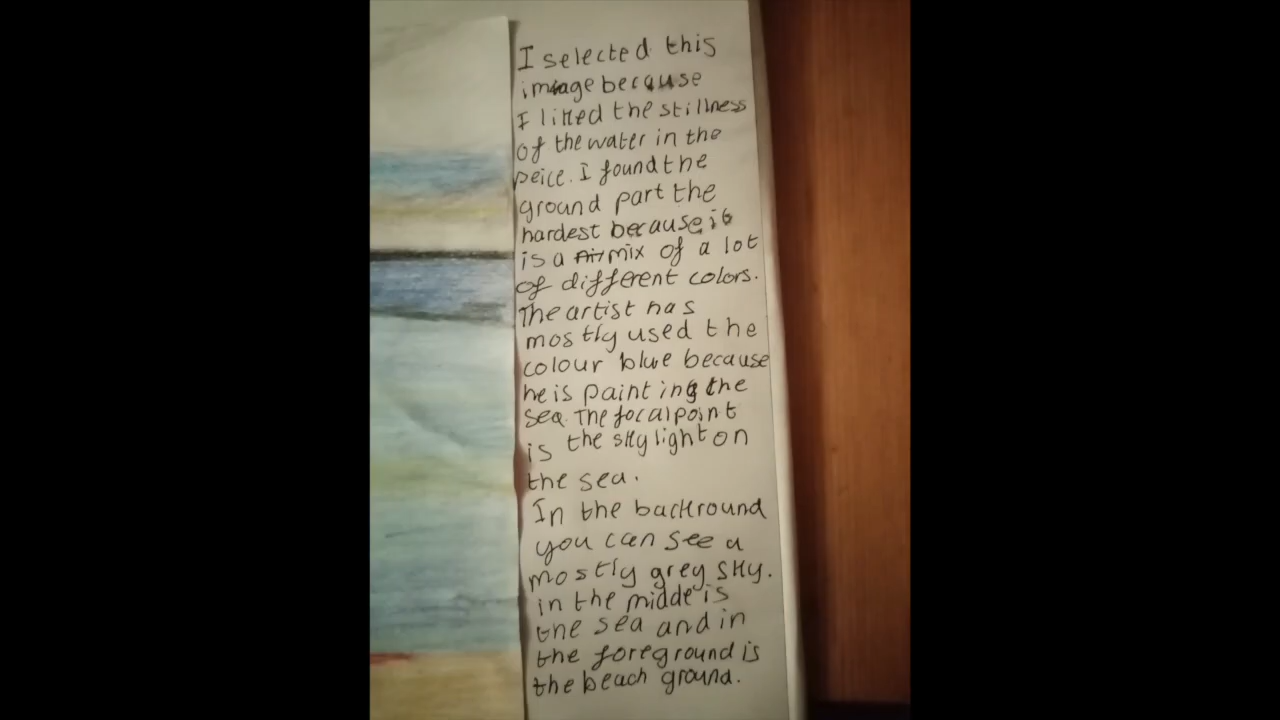 I selected this
image because
I liked the stillness
of the water in the
peice. I found the
ground part the
hardest because it
is a mix of a lot
of different colors.
The artist has
mostly used the
colour blue because
he is painting the
sea. The focal point
is the sky light on
the sea.
In the backround
you can see a
mostly grey sky.
in the midde is
the sea and in
the foreground is
the beach ground.